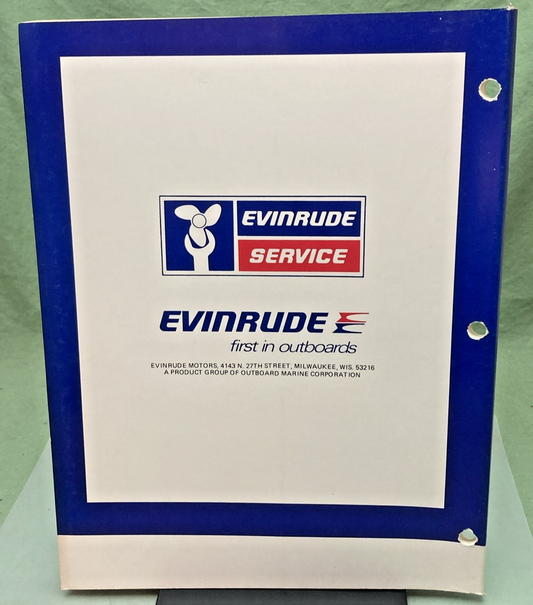 EVINRUDE
SERVICE
EVINRUDE
first in outboards
EVINRUDE MOTORS, 4143 N. 27TH STREET, MILWAUKEE, WIS. 53216
A PRODUCT GROUP OF OUTBOARD MARINE CORPORATION